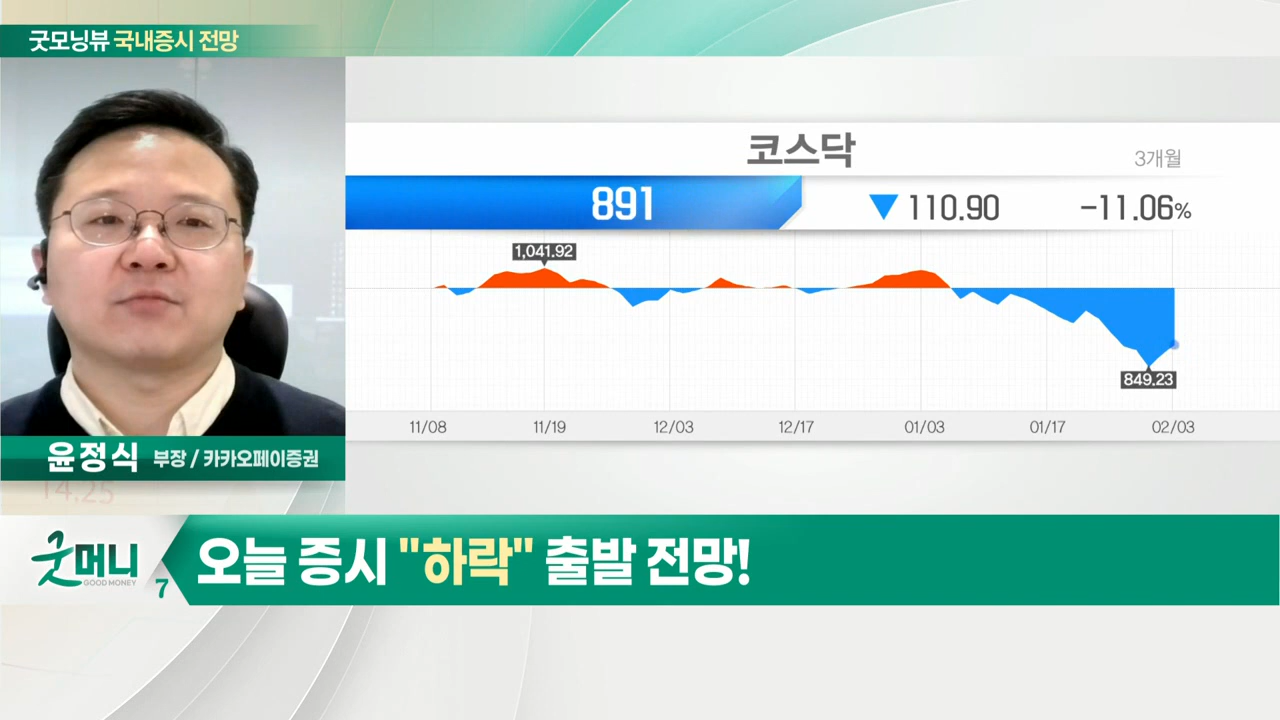 굿모닝뷰 국내증시 전망
코스닥
3개월
891 ▼110.90 -11.06%
1,041.92
849.23
11/08 11/19 12/03 12/17 01/03 01/17 02/03
윤정식 부장 / 카카오페이증권
14.25
굿머니
GOOD MONEY
7
오늘 증시 "하락" 출발 전망!